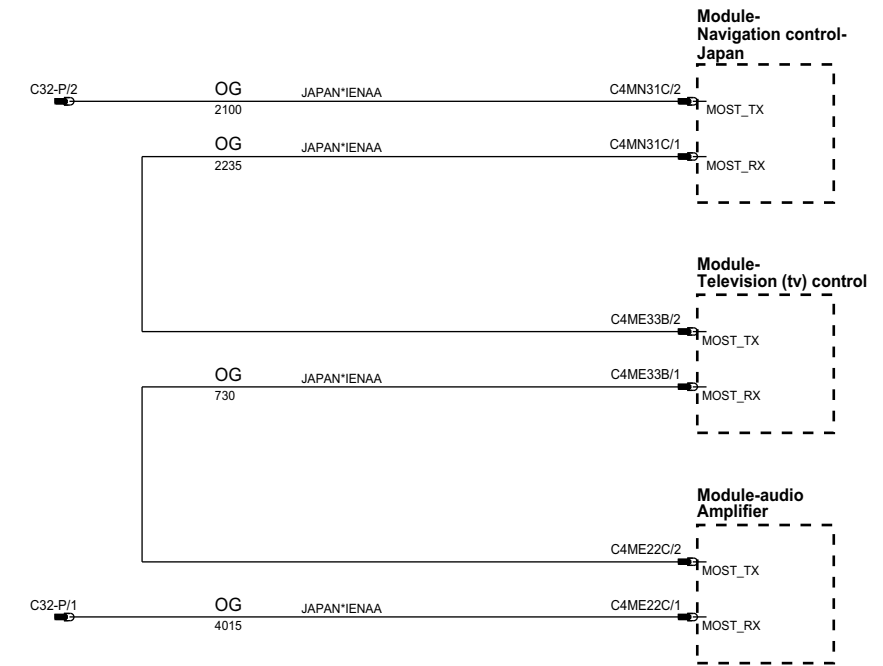 Module-
Navigation control-
Japan
C32-P/2
OG
JAPAN*IENAA
C4MN31C/2
2100
MOST_TX
OG
JAPAN*IENAA
C4MN31C/1
2235
MOST_RX
Module-
Television (tv) control
C4ME33B/2
MOST_TX
OG
JAPAN*IENAA
C4ME33B/1
730
MOST_RX
Module-audio
Amplifier
C4ME22C/2
MOST_TX
C32-P/1
OG
JAPAN*IENAA
C4ME22C/1
4015
MOST_RX